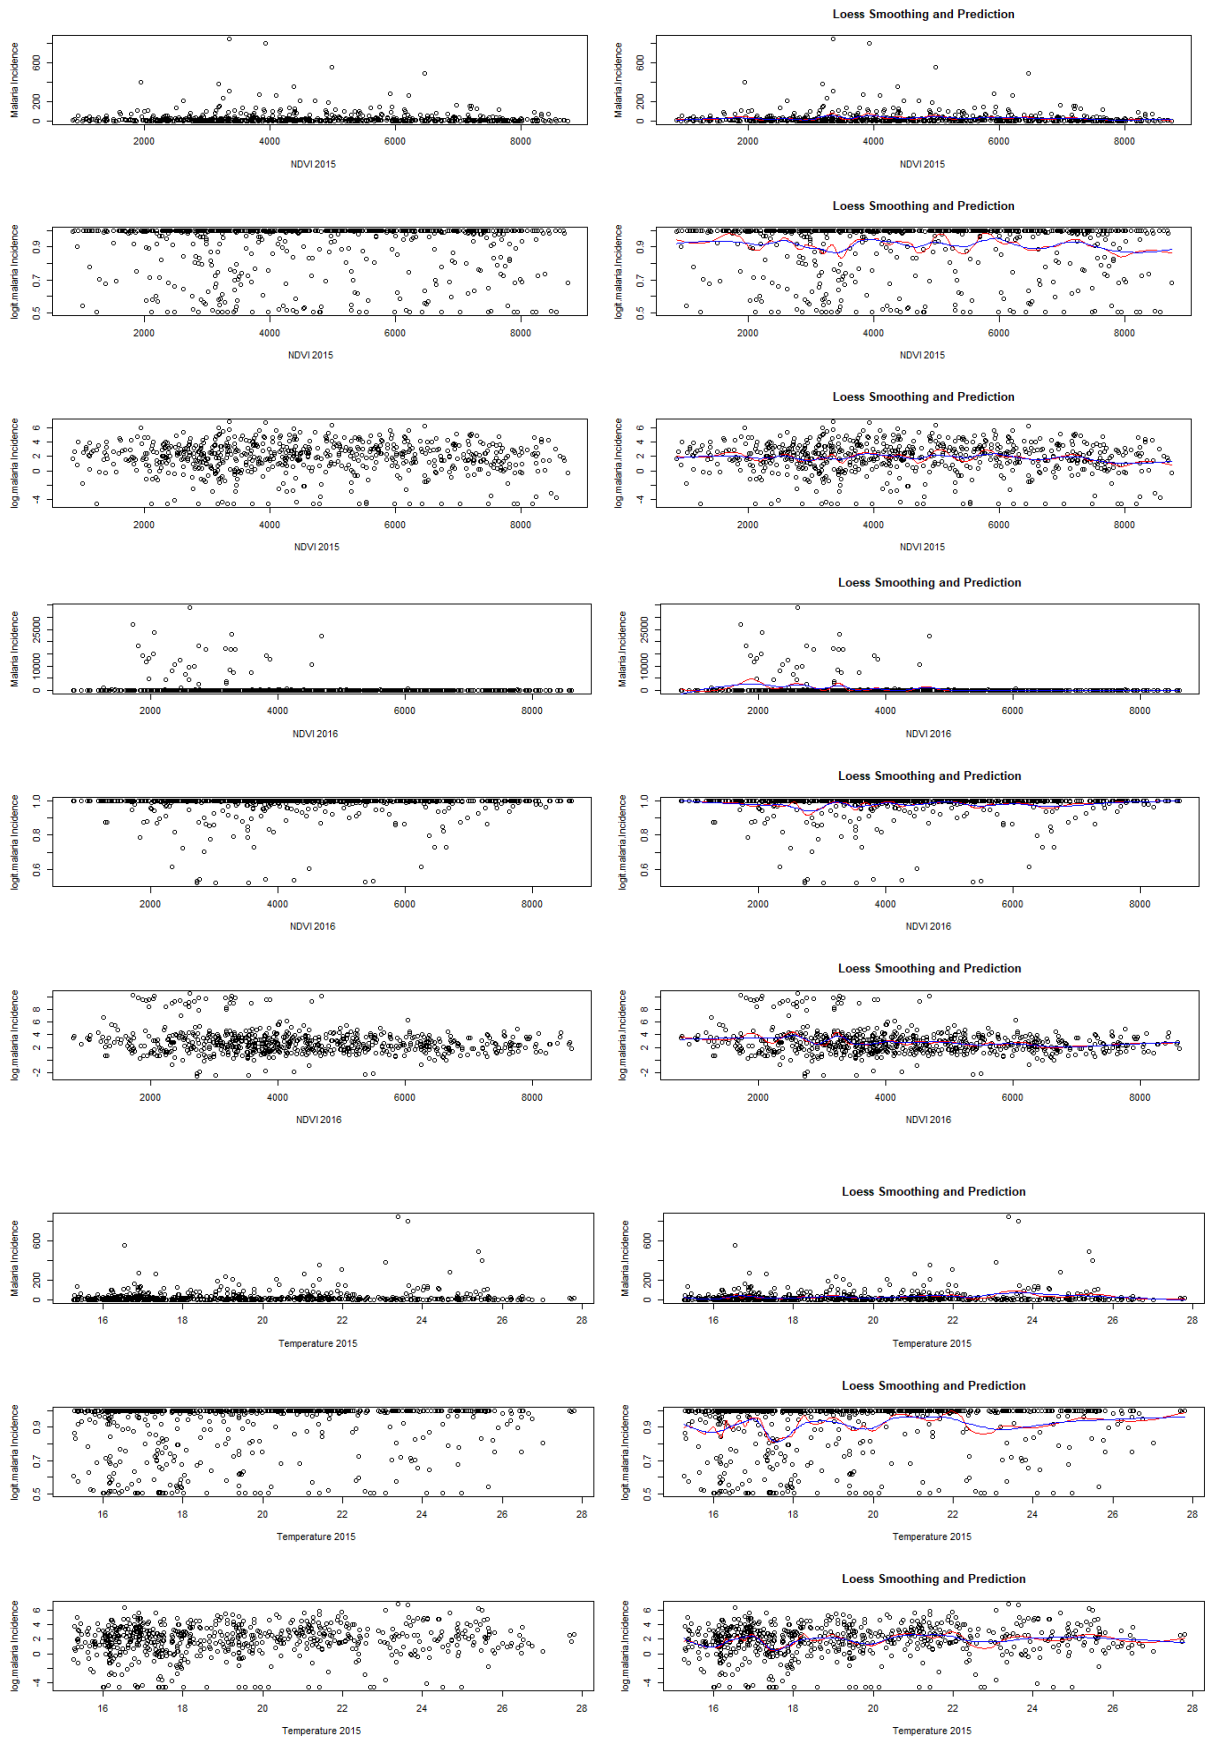 Loess Smoothing and Prediction
Malaria.Incidence
0 200 600
2000 4000 6000 8000
NDVI 2015
Malaria.Incidence
0 200 600
2000 4000 6000 8000
NDVI 2015
Loess Smoothing and Prediction
logit.malaria.Incidence
0.5 0.7 0.9
2000 4000 6000 8000
NDVI 2015
logit.malaria.Incidence
0.5 0.7 0.9
2000 4000 6000 8000
NDVI 2015
Loess Smoothing and Prediction
log.malaria.Incidence
-4 0 2 4 6
2000 4000 6000 8000
NDVI 2015
log.malaria.Incidence
-4 0 2 4 6
2000 4000 6000 8000
NDVI 2015
Loess Smoothing and Prediction
Malaria.Incidence
0 10000 25000
2000 4000 6000 8000
NDVI 2016
Malaria.Incidence
0 10000 25000
2000 4000 6000 8000
NDVI 2016
Loess Smoothing and Prediction
logit.malaria.Incidence
0.6 0.8 1.0
2000 4000 6000 8000
NDVI 2016
logit.malaria.Incidence
0.6 0.8 1.0
2000 4000 6000 8000
NDVI 2016
Loess Smoothing and Prediction
log.malaria.Incidence
-2 2 4 6 8
2000 4000 6000 8000
NDVI 2016
log.malaria.Incidence
-2 2 4 6 8
2000 4000 6000 8000
NDVI 2016
Loess Smoothing and Prediction
Malaria.Incidence
0 200 600
16 18 20 22 24 26 28
Temperature 2015
Malaria.Incidence
0 200 600
16 18 20 22 24 26 28
Temperature 2015
Loess Smoothing and Prediction
logit.malaria.Incidence
0.5 0.7 0.9
16 18 20 22 24 26 28
Temperature 2015
logit.malaria.Incidence
0.5 0.7 0.9
16 18 20 22 24 26 28
Temperature 2015
Loess Smoothing and Prediction
log.malaria.Incidence
-4 0 2 4 6
16 18 20 22 24 26 28
Temperature 2015
log.malaria.Incidence
-4 0 2 4 6
16 18 20 22 24 26 28
Temperature 2015